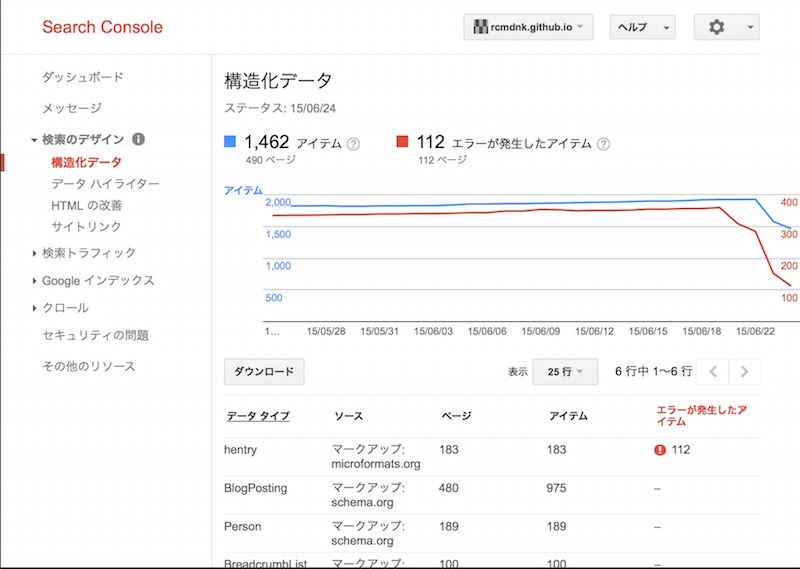 Search Console
rcmdnk.github.io
ヘルプ
ダッシュボード
メッセージ
検索のデザイン i
構造化データ
データ ハイライター
HTML の改善
サイトリンク
検索トラフィック
Google インデックス
クロール
セキュリティの問題
その他のリソース
構造化データ
ステータス: 15/06/24
1,462 アイテム ?
490 ページ
112 エラーが発生したアイテム ?
112 ページ
アイテム
2,000 400
1,500 300
1,000 200
500 100
1... 15/05/28 15/05/31 15/06/03 15/06/06 15/06/09 15/06/12 15/06/15 15/06/18 15/06/22
ダウンロード 表示 25 行 6 行中 1〜6 行
データ タイプ ソース ページ アイテム エラーが発生したア
イテム
hentry マークアップ: 183 183 ! 112
microformats.org
BlogPosting マークアップ: 480 975 –
schema.org
Person マークアップ: 189 189 –
schema.org
BreadcrumbList マークアップ: 100 100 –